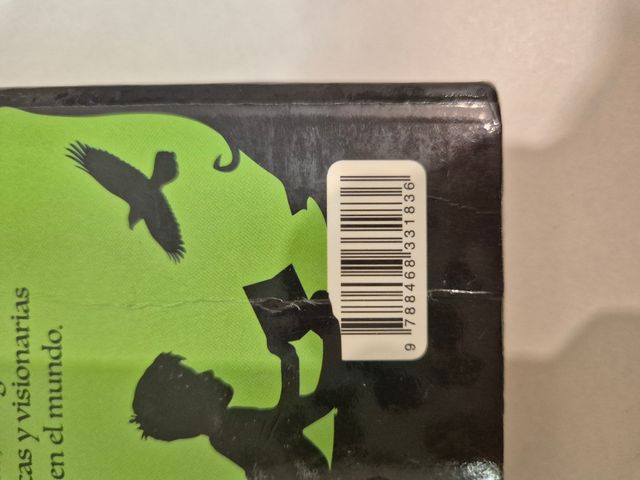 cas y visionarias
en el mundo.
9 788468 331836